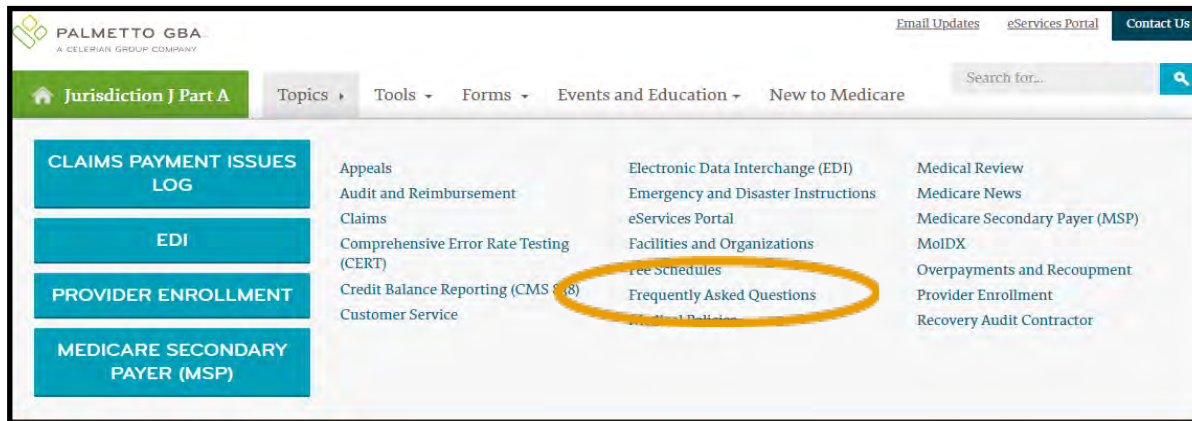 Email Updates eServices Portal Contact Us
PALMETTO GBA
A CELERIAN GROUP COMPANY
Search for...
Jurisdiction J Part A Topics Tools Forms Events and Education New to Medicare
CLAIMS PAYMENT ISSUES
LOG
EDI
PROVIDER ENROLLMENT
MEDICARE SECONDARY
PAYER (MSP)
Appeals
Audit and Reimbursement
Claims
Comprehensive Error Rate Testing
(CERT)
Credit Balance Reporting (CMS 838)
Customer Service
Electronic Data Interchange (EDI)
Emergency and Disaster Instructions
eServices Portal
Facilities and Organizations
Fee Schedules
Frequently Asked Questions
Medical Policies
Medical Review
Medicare News
Medicare Secondary Payer (MSP)
MolDX
Overpayments and Recoupment
Provider Enrollment
Recovery Audit Contractor